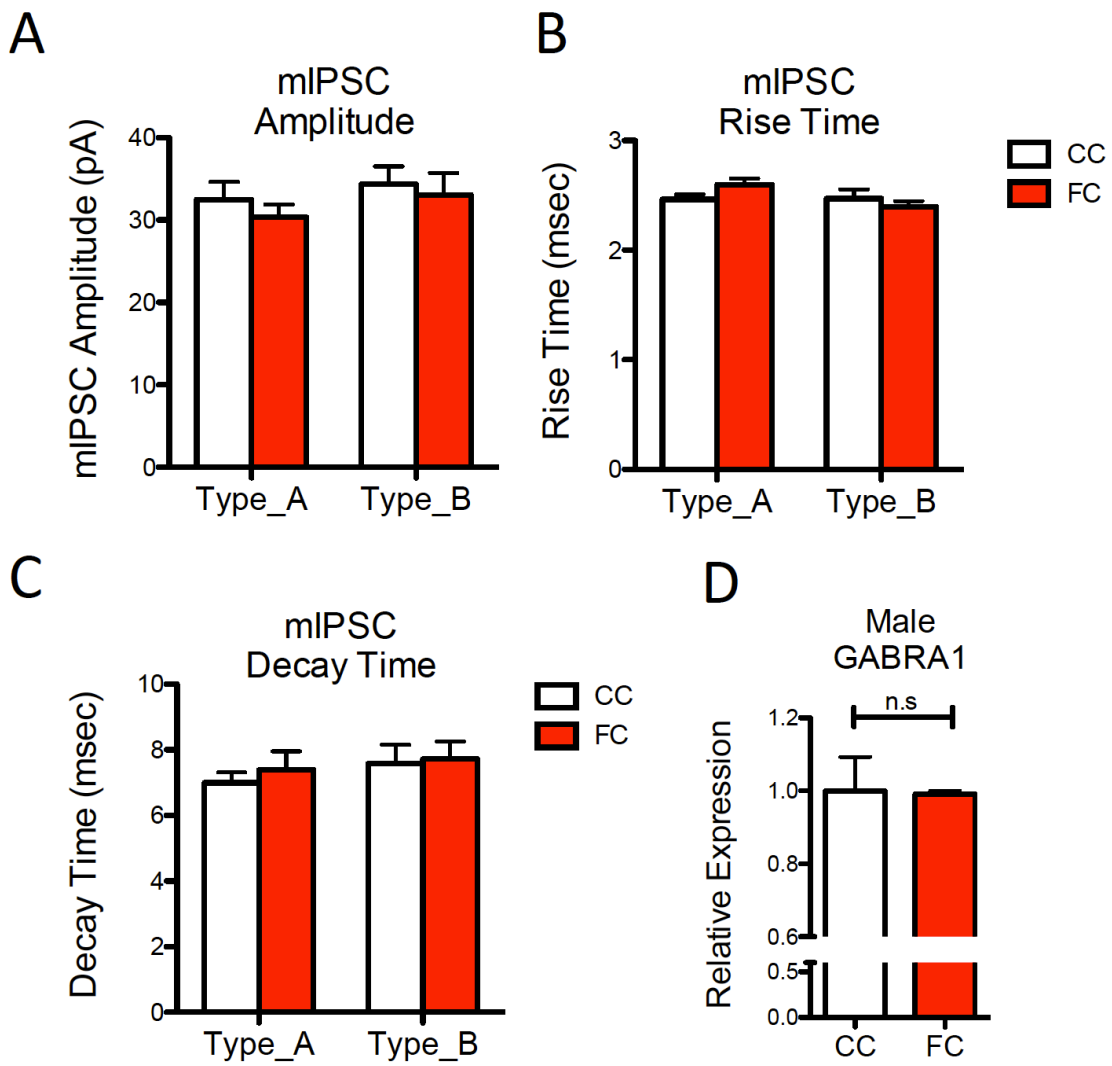 A
mIPSC
Amplitude
mIPSC Amplitude (pA)
40
30
20
10
0
Type_A
Type_B
B
mIPSC
Rise Time
Rise Time (msec)
3
2
1
0
Type_A
Type_B
CC
FC
C
mIPSC
Decay Time
Decay Time (msec)
10
8
6
4
2
0
Type_A
Type_B
CC
FC
D
Male
GABRA1
n.s
Relative Expression
1.2
1.0
0.8
0.6
0.5
0.0
CC
FC